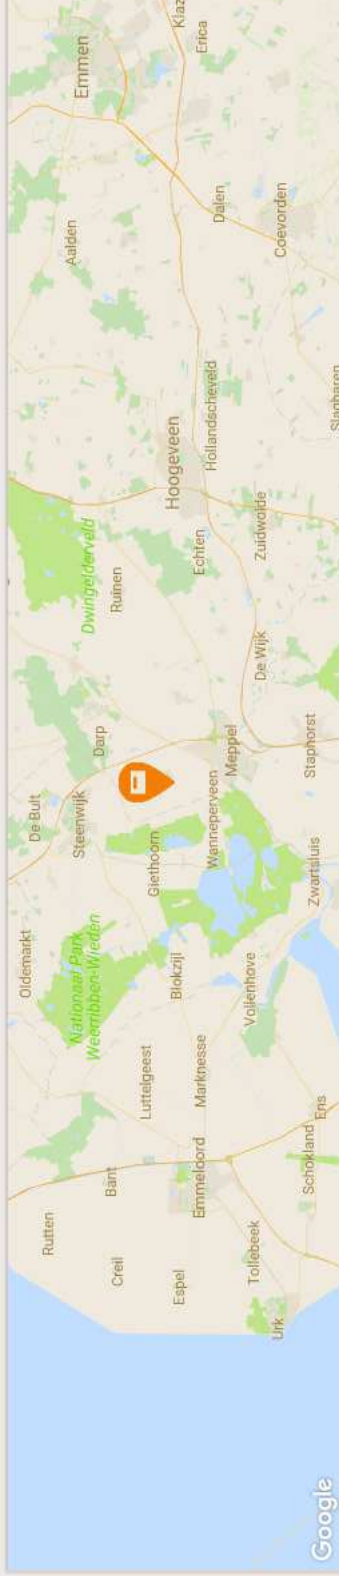 Emmen
Klaz
Erica
Aalden
Dalen
Coevorden
Hoogeveen
Hollandscheveld
Slagharen
Dwingelderveld
Ruinen
Echten
Zuidwolde
De Wijk
Darp
Meppel
Staphorst
De Bult
Steenwijk
Giethoorn
Wanneperveen
Zwartsluis
Oldemarkt
Nationaal Park
Weerribben-Wieden
Blokzijl
Vollenhove
Luttelgeest
Marknesse
Bant
Emmeloord
Schokland
Ens
Rutten
Creil
Espel
Tollebeek
Urk
Google